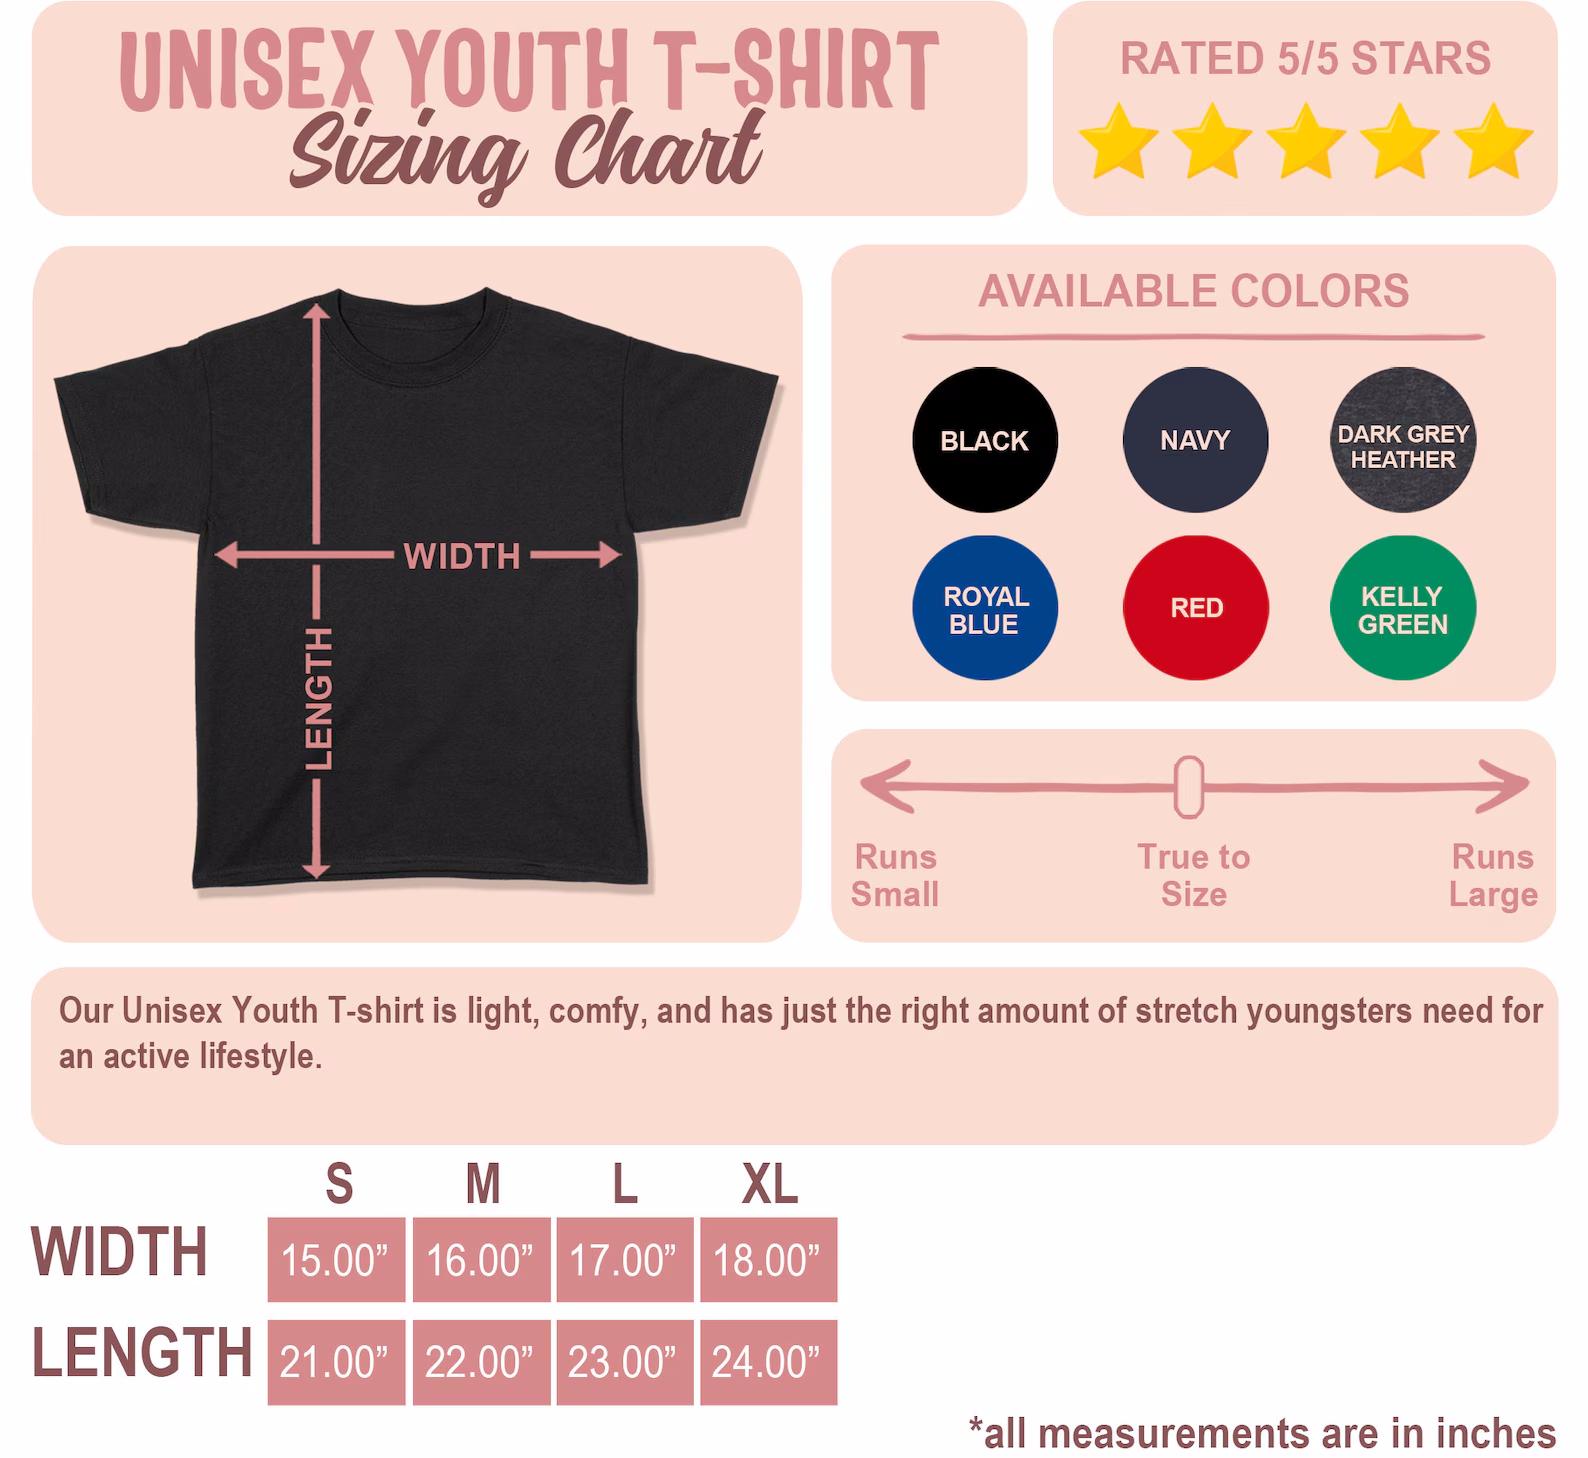 UNISEX YOUTH T-SHIRT
Sizing Chart
RATED 5/5 STARS
WIDTH
LENGTH
AVAILABLE COLORS
BLACK
NAVY
DARK GREY
HEATHER
ROYAL
BLUE
RED
KELLY
GREEN
Runs
Small
True to
Size
Runs
Large
Our Unisex Youth T-shirt is light, comfy, and has just the right amount of stretch youngsters need for
an active lifestyle.
S M L XL
WIDTH 15.00” 16.00” 17.00” 18.00”
LENGTH 21.00” 22.00” 23.00” 24.00”
*all measurements are in inches